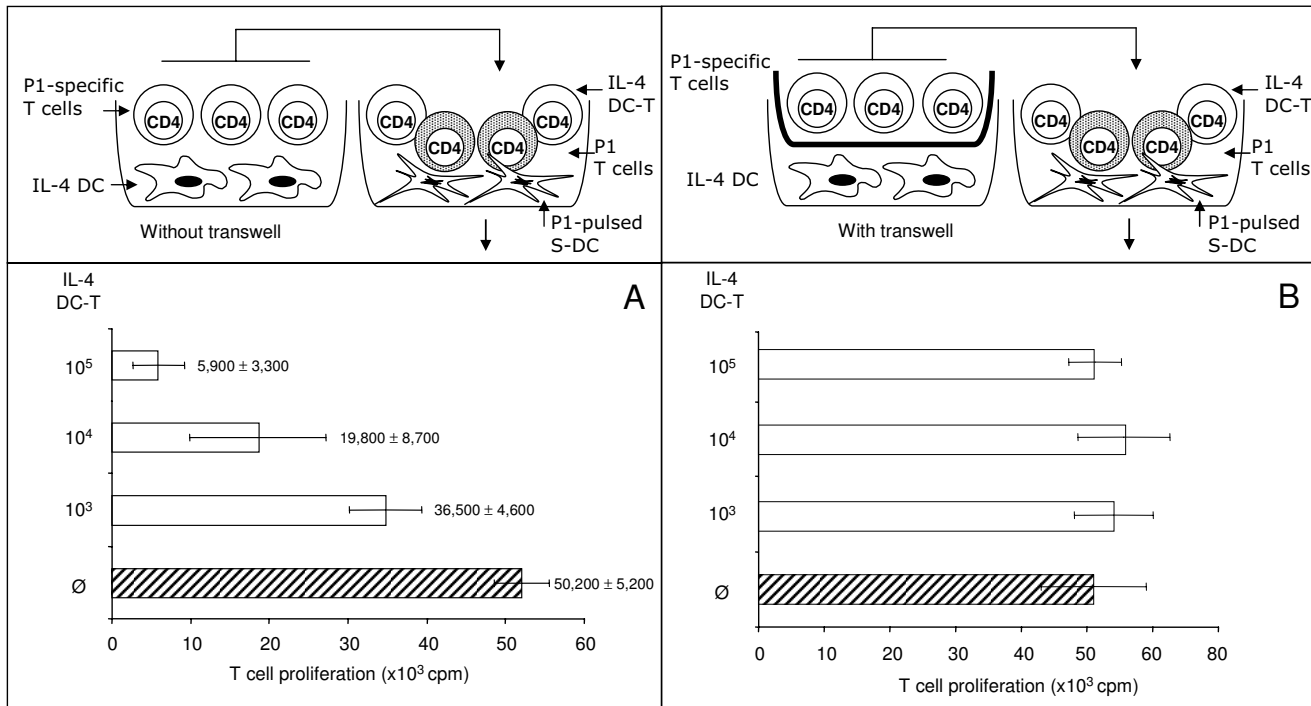 P1-specific
T cells
CD4 CD4 CD4
IL-4 DC
Without transwell
CD4 CD4 CD4 CD4
IL-4
DC-T
P1
T cells
P1-pulsed
S-DC
P1-specific
T cells
CD4 CD4 CD4
IL-4 DC
With transwell
CD4 CD4 CD4 CD4
IL-4
DC-T
P1
T cells
P1-pulsed
S-DC
A
IL-4
DC-T
10⁵ 5,900 ± 3,300
10⁴ 19,800 ± 8,700
10³ 36,500 ± 4,600
Ø 50,200 ± 5,200
0 10 20 30 40 50 60
T cell proliferation (x10³ cpm)
B
IL-4
DC-T
10⁵
10⁴
10³
Ø
0 10 20 30 40 50 60 70 80
T cell proliferation (x10³ cpm)